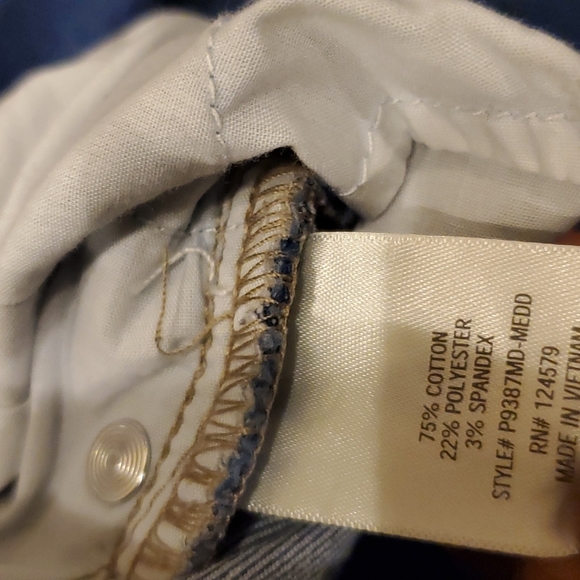 75% COTTON
22% POLYESTER
3% SPANDEX
STYLE# P9387MD-MEDD
RN# 124579
MADE IN VIETNAM